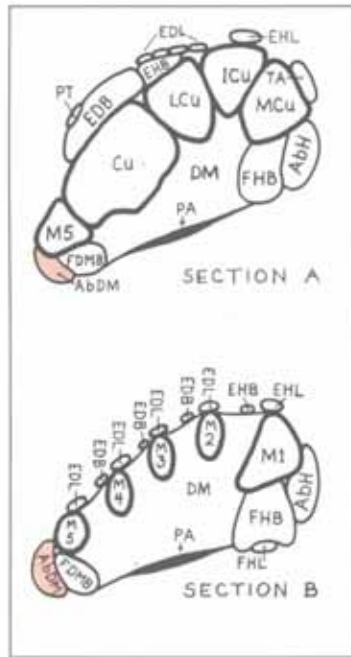 EDL
EHL
EHB
ICu
TA
PT
EDB
LCu
MCu
Cu
DM
AbH
FHB
M5
PA
FDMB
AbDM
SECTION A
EDL
EDB
EHB
EHL
EDL
M2
EDB
M3
M1
EDL
EDB
M4
DM
AbH
EDL
M5
PA
FHB
AbDM
FDMB
FHL
SECTION B